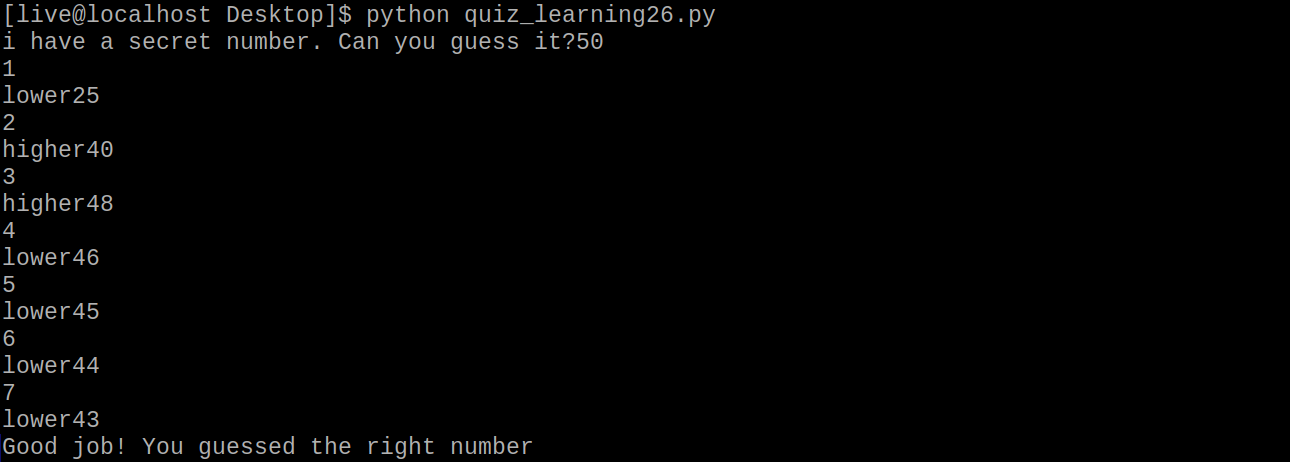 [live@localhost Desktop]$ python quiz_learning26.py
i have a secret number. Can you guess it?50
1
lower25
2
higher40
3
higher48
4
lower46
5
lower45
6
lower44
7
lower43
Good job! You guessed the right number